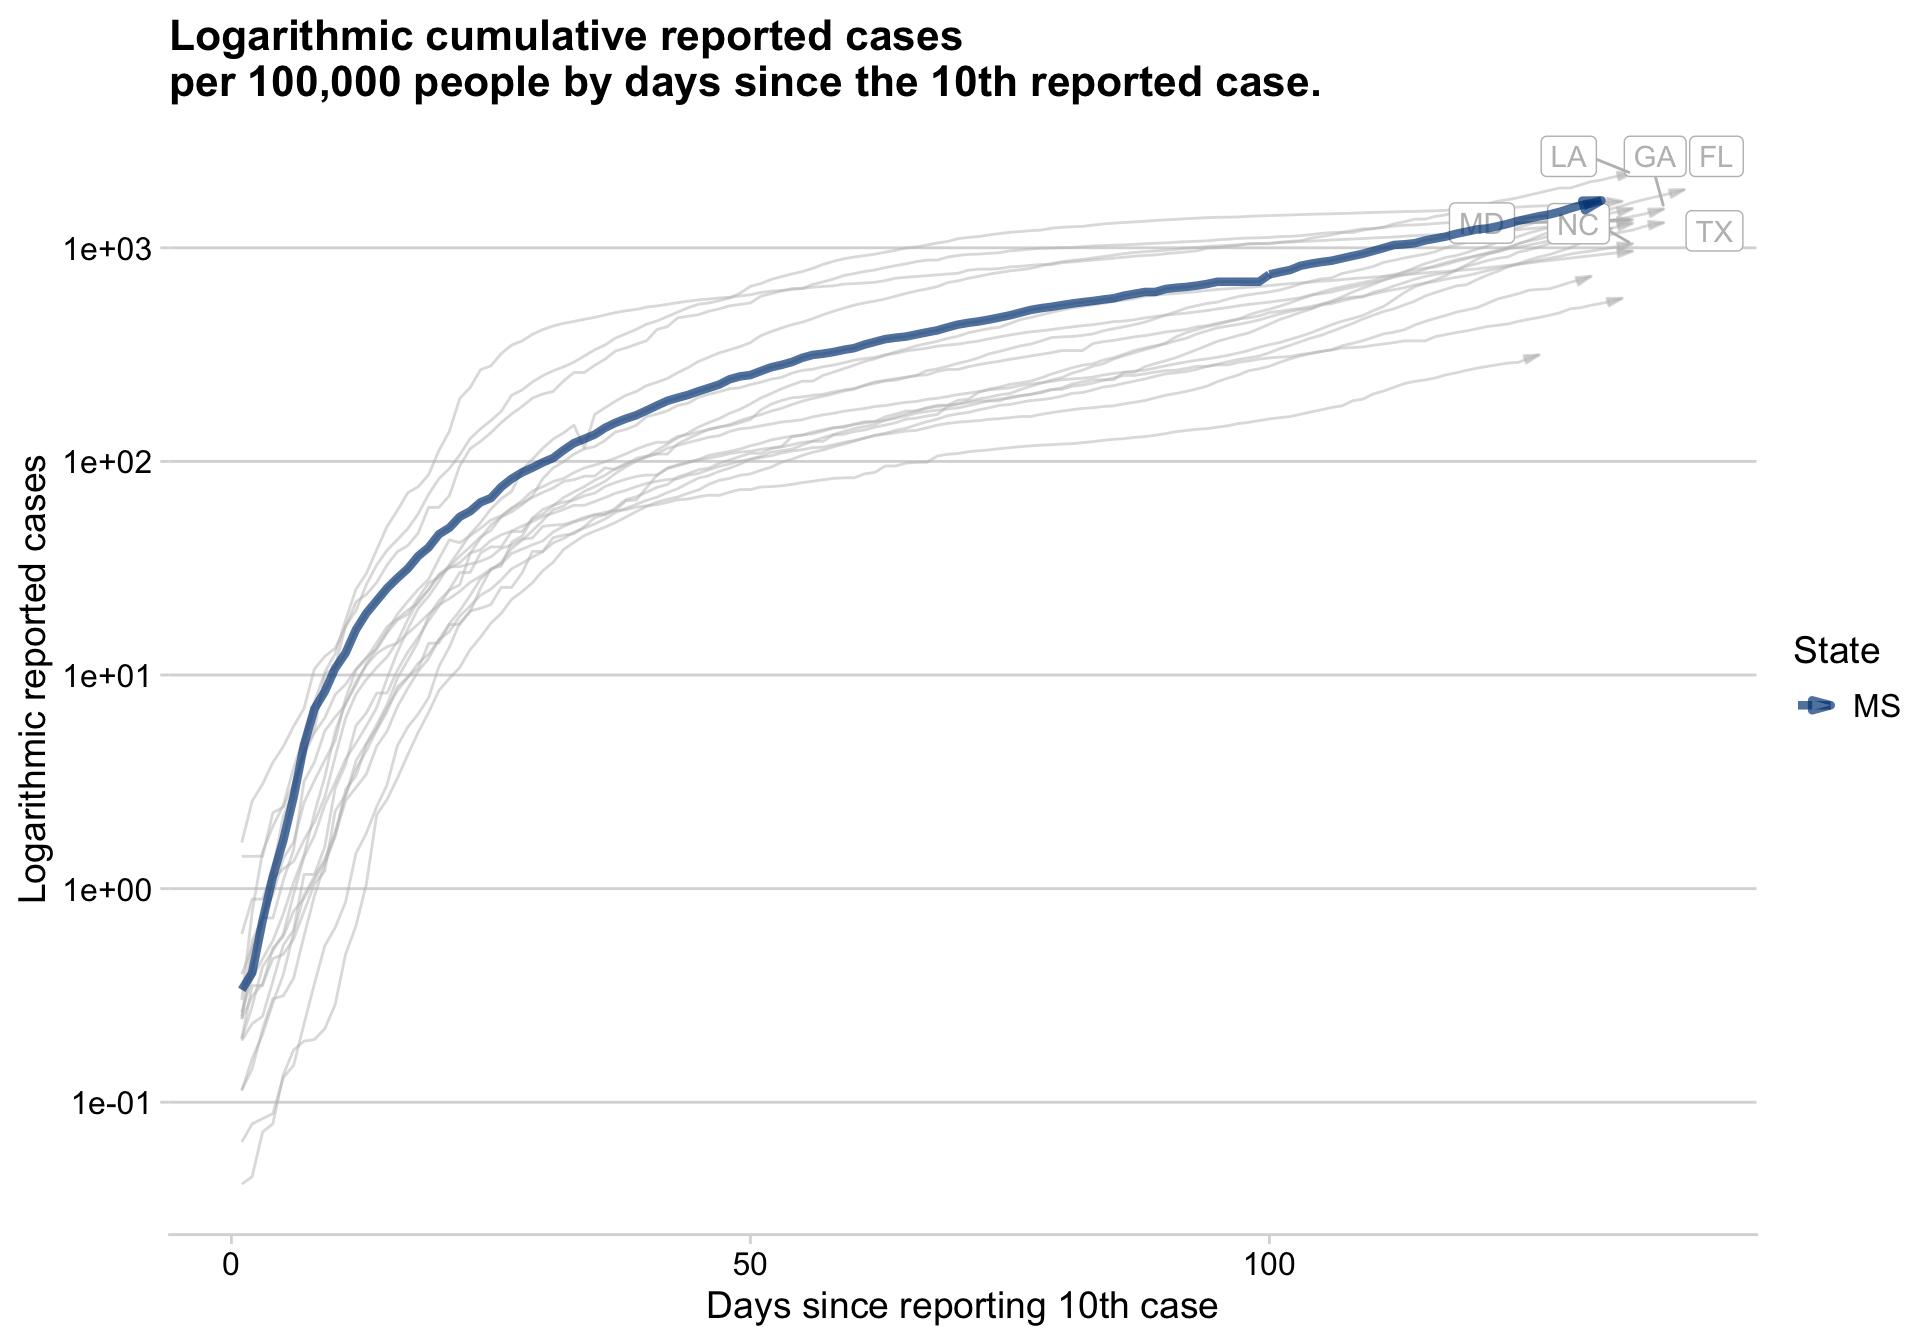 Logarithmic cumulative reported cases
per 100,000 people by days since the 10th reported case.
LA
GA
FL
MD
NC
TX
1e+03
1e+02
1e+01
1e+00
1e-01
Logarithmic reported cases
State
MS
0
50
100
Days since reporting 10th case